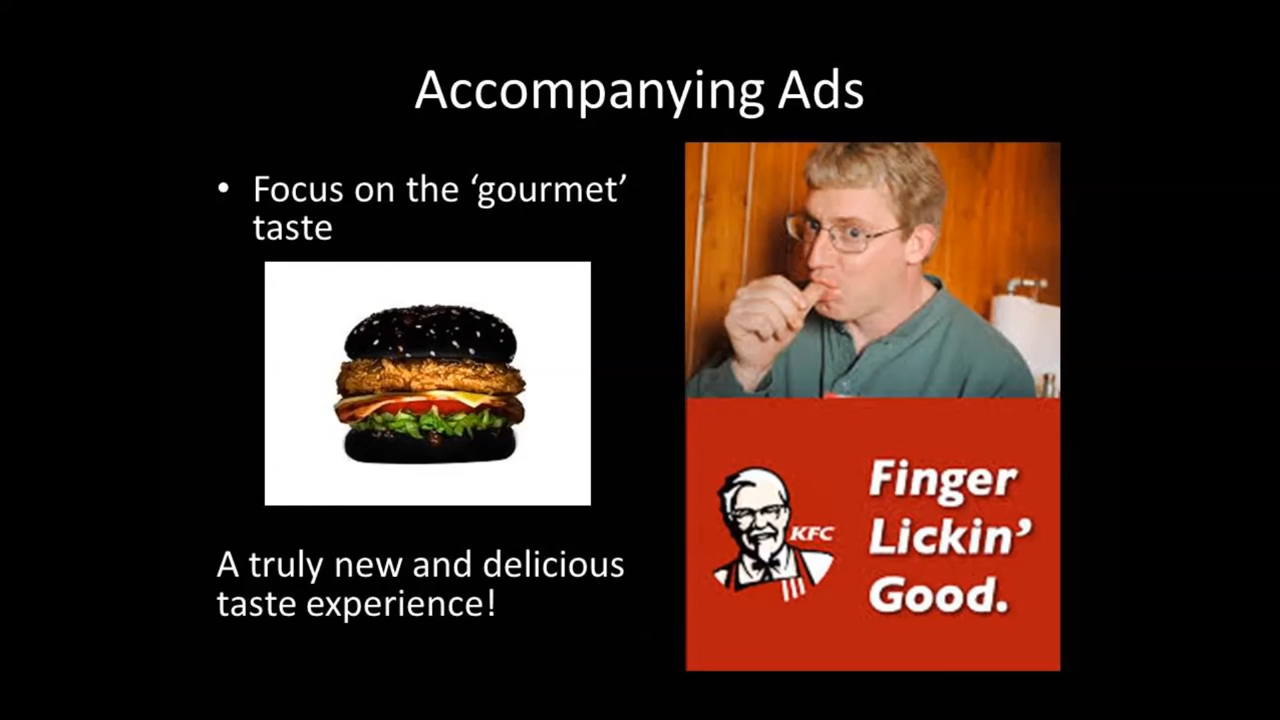 Accompanying Ads
• Focus on the ‘gourmet’
taste
A truly new and delicious
taste experience!
KFC
Finger
Lickin’
Good.